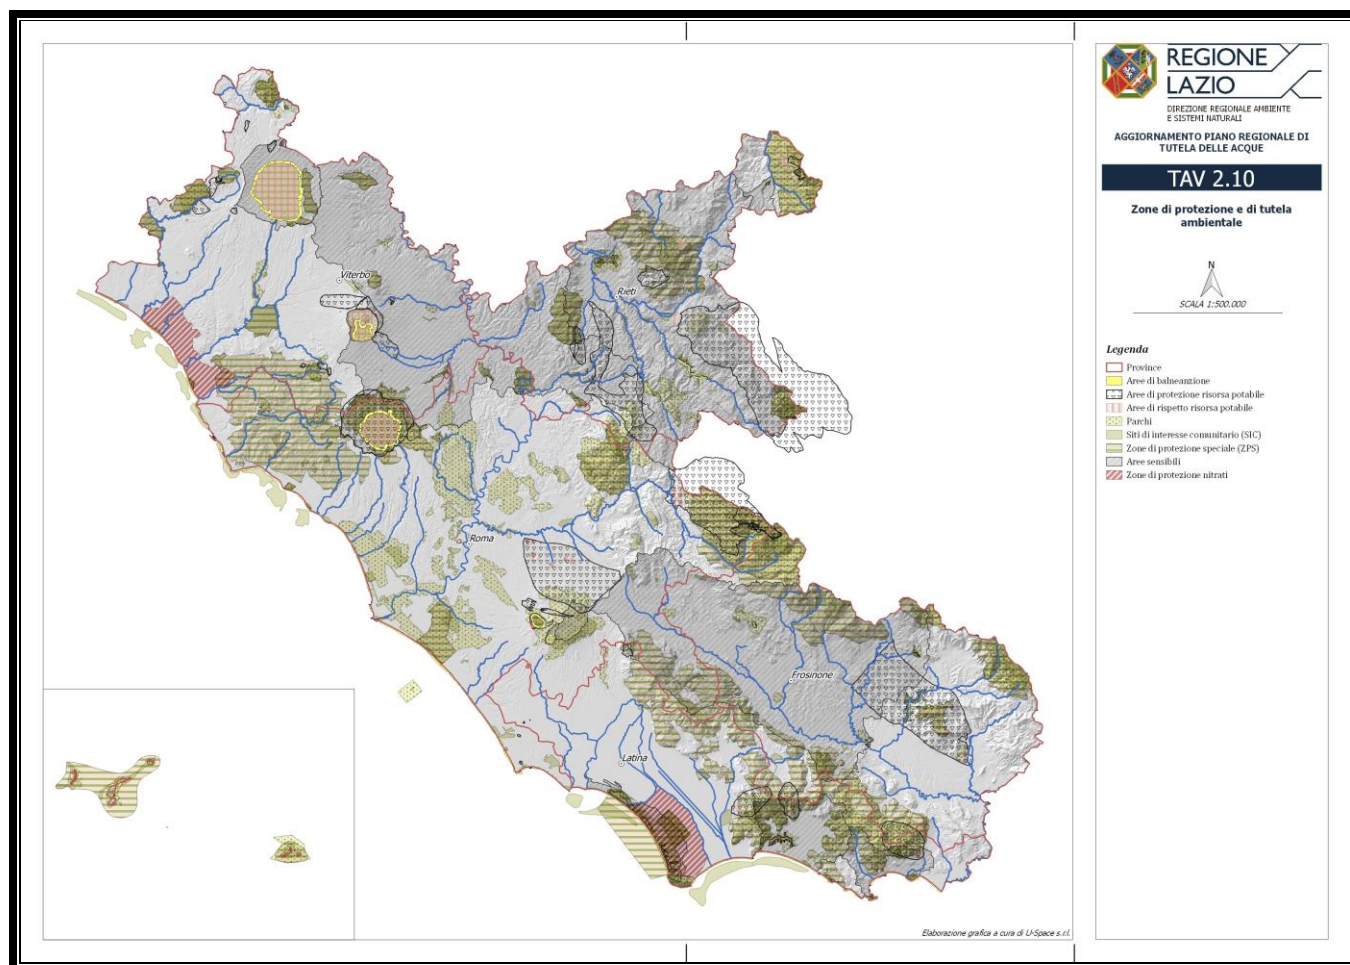 REGIONE
LAZIO
DIREZIONE REGIONALE AMBIENTE
E SISTEMI NATURALI
AGGIORNAMENTO PIANO REGIONALE DI
TUTELA DELLE ACQUE
TAV 2.10
Zone di protezione e di tutela
ambientale
N
SCALA 1:500.000
Legenda
Province
Aree di balneanzione
Aree di protezione risorsa potabile
Aree di rispetto risorsa potabile
Parchi
Siti di interesse comunitario (SIC)
Zone di protezione speciale (ZPS)
Aree sensibili
Zone di protezione nitrati
Viterbo
Rieti
Roma
Frosinone
Latina
Elaborazione grafica a cura di U-Space s.r.l.